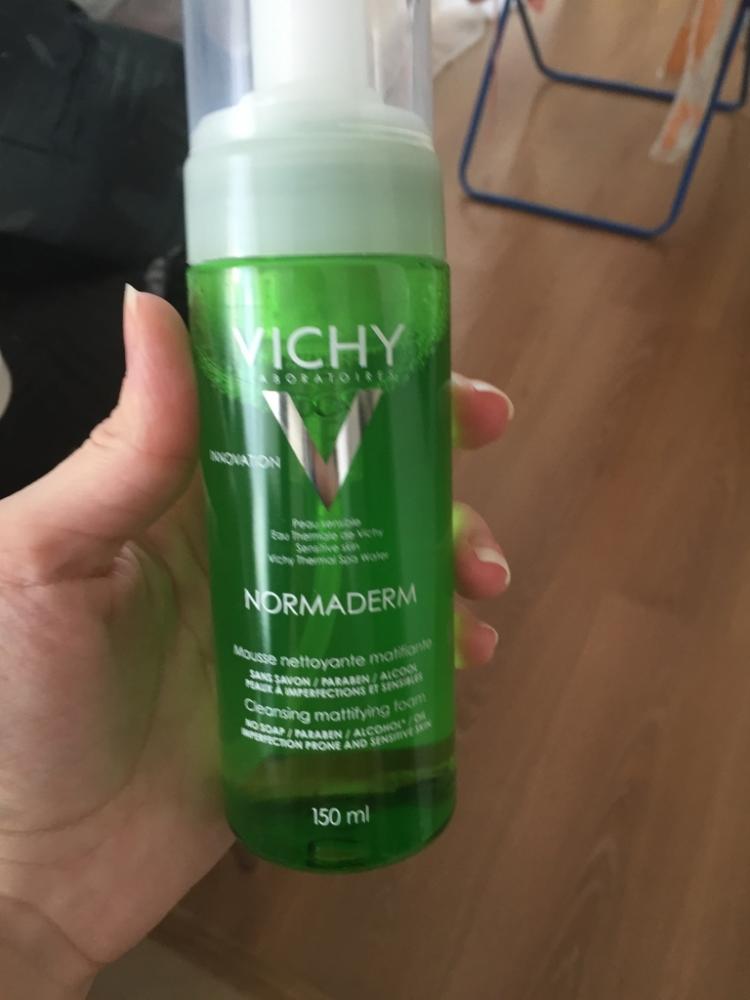 VICHY
LABORATOIRES
INNOVATION
Peau sensible
Eau Thermale de Vichy
Sensitive skin
Vichy Thermal Spa Water
NORMADERM
Mousse nettoyante matifiante
SANS SAVON / PARABEN / ALCOOL
PEAUX À IMPERFECTIONS ET SENSIBLES
Cleansing mattifying foam
NO SOAP / PARABEN / ALCOHOL* / OIL
IMPERFECTION PRONE AND SENSITIVE SKIN
150 ml